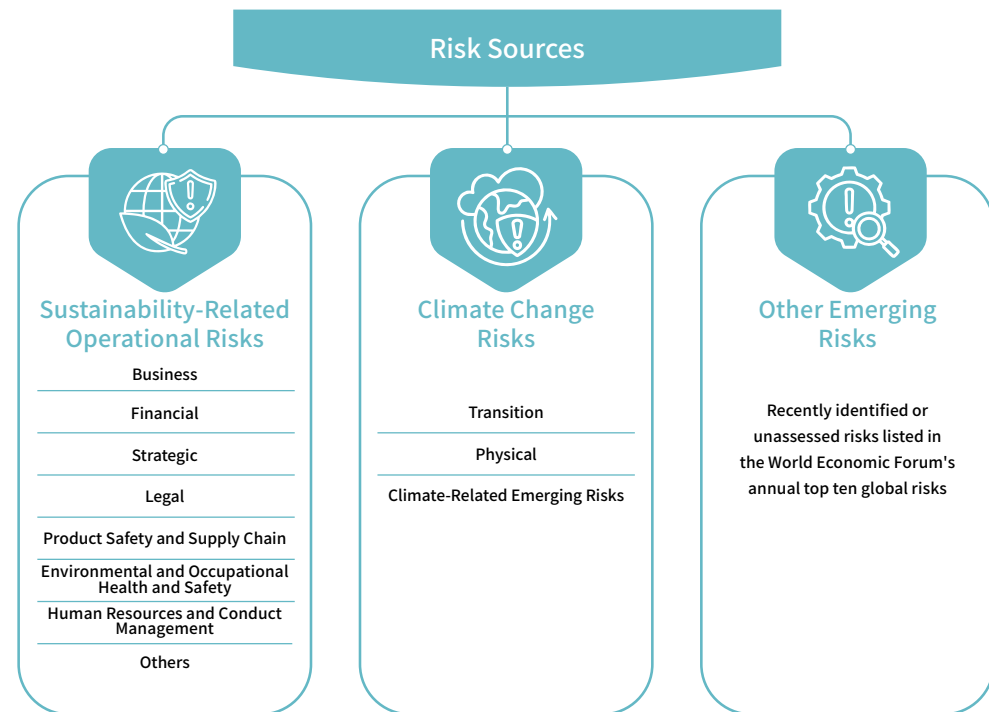 Risk Sources
Sustainability-Related
Operational Risks
Business
Financial
Strategic
Legal
Product Safety and Supply Chain
Environmental and Occupational
Health and Safety
Human Resources and Conduct
Management
Others
Climate Change
Risks
Transition
Physical
Climate-Related Emerging Risks
Other Emerging
Risks
Recently identified or
unassessed risks listed in
the World Economic Forum's
annual top ten global risks